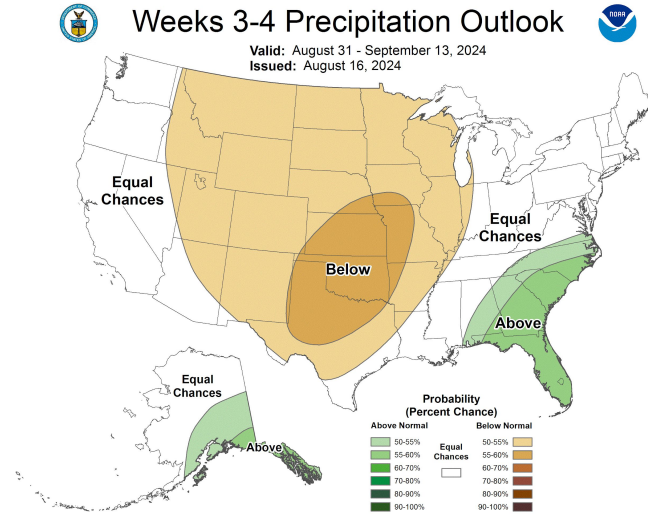 Weeks 3-4 Precipitation Outlook
Valid: August 31 - September 13, 2024
Issued: August 16, 2024
NOAA
Equal
Chances
Equal
Chances
Below
Above
Equal
Chances
Above
Probability
(Percent Chance)
Above Normal
Below Normal
Equal
Chances
50-55%
55-60%
60-70%
70-80%
80-90%
90-100%
50-55%
55-60%
60-70%
70-80%
80-90%
90-100%